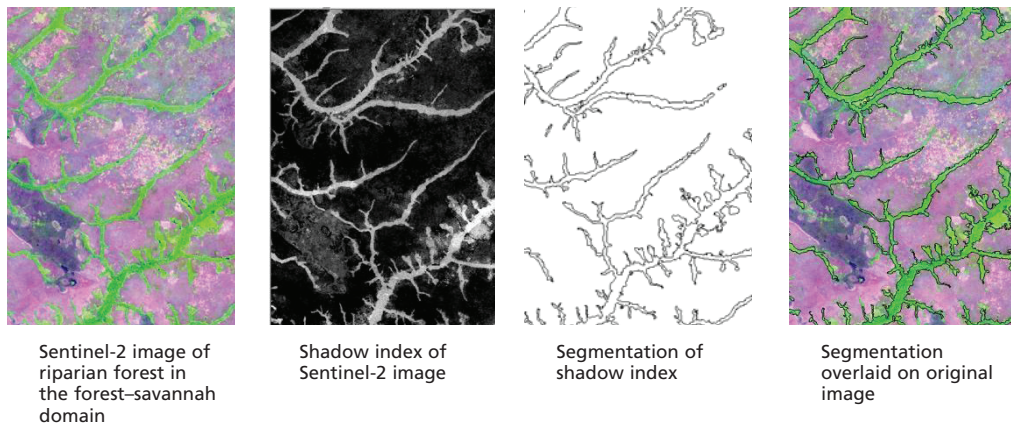 Sentinel-2 image of
riparian forest in
the forest–savannah
domain
Shadow index of
Sentinel-2 image
Segmentation of
shadow index
Segmentation
overlaid on original
image